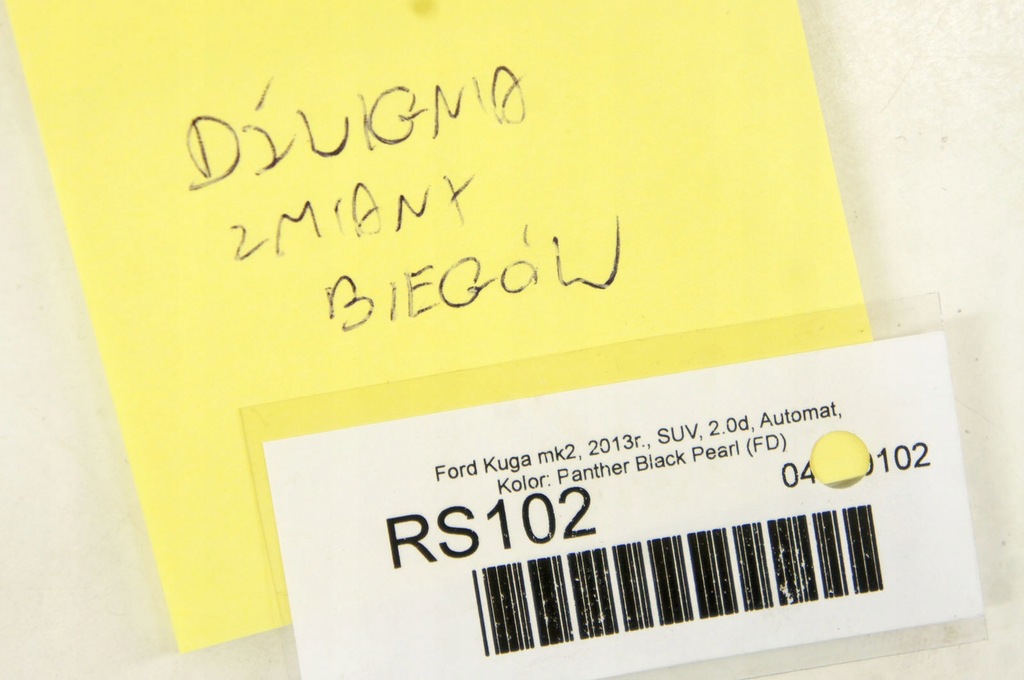 DŹWIGNIA
ZMIANY
BIEGÓW
Ford Kuga mk2, 2013r., SUV, 2.0d, Automat,
Kolor: Panther Black Pearl (FD)
RS102